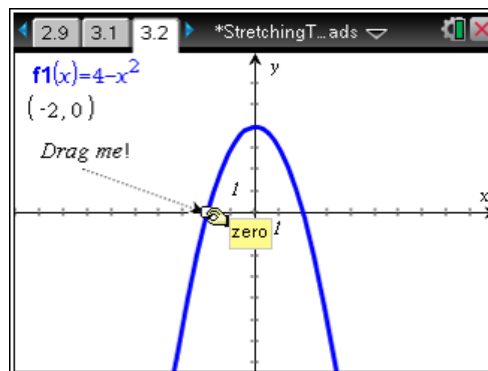 2.9 3.1 3.2 *StretchingT...ads
f1(x)=4-x²
(-2,0)
y
Drag me!
1
x
zero 1